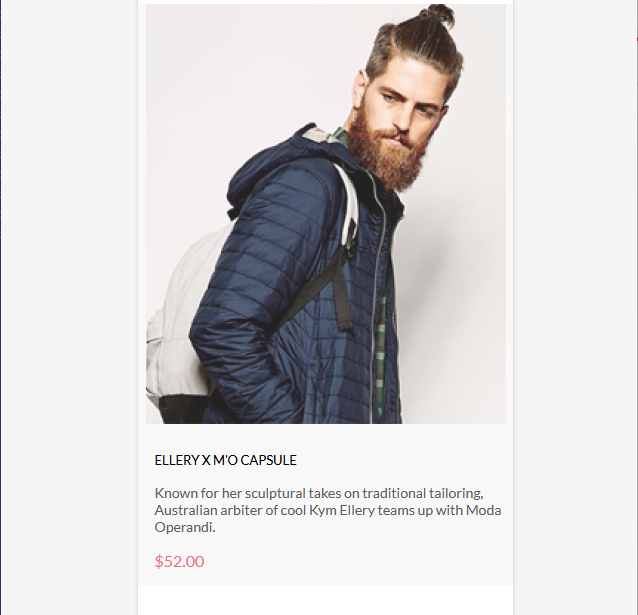 ELLERY X M'O CAPSULE
Known for her sculptural takes on traditional tailoring,
Australian arbiter of cool Kym Ellery teams up with Moda
Operandi.
$52.00